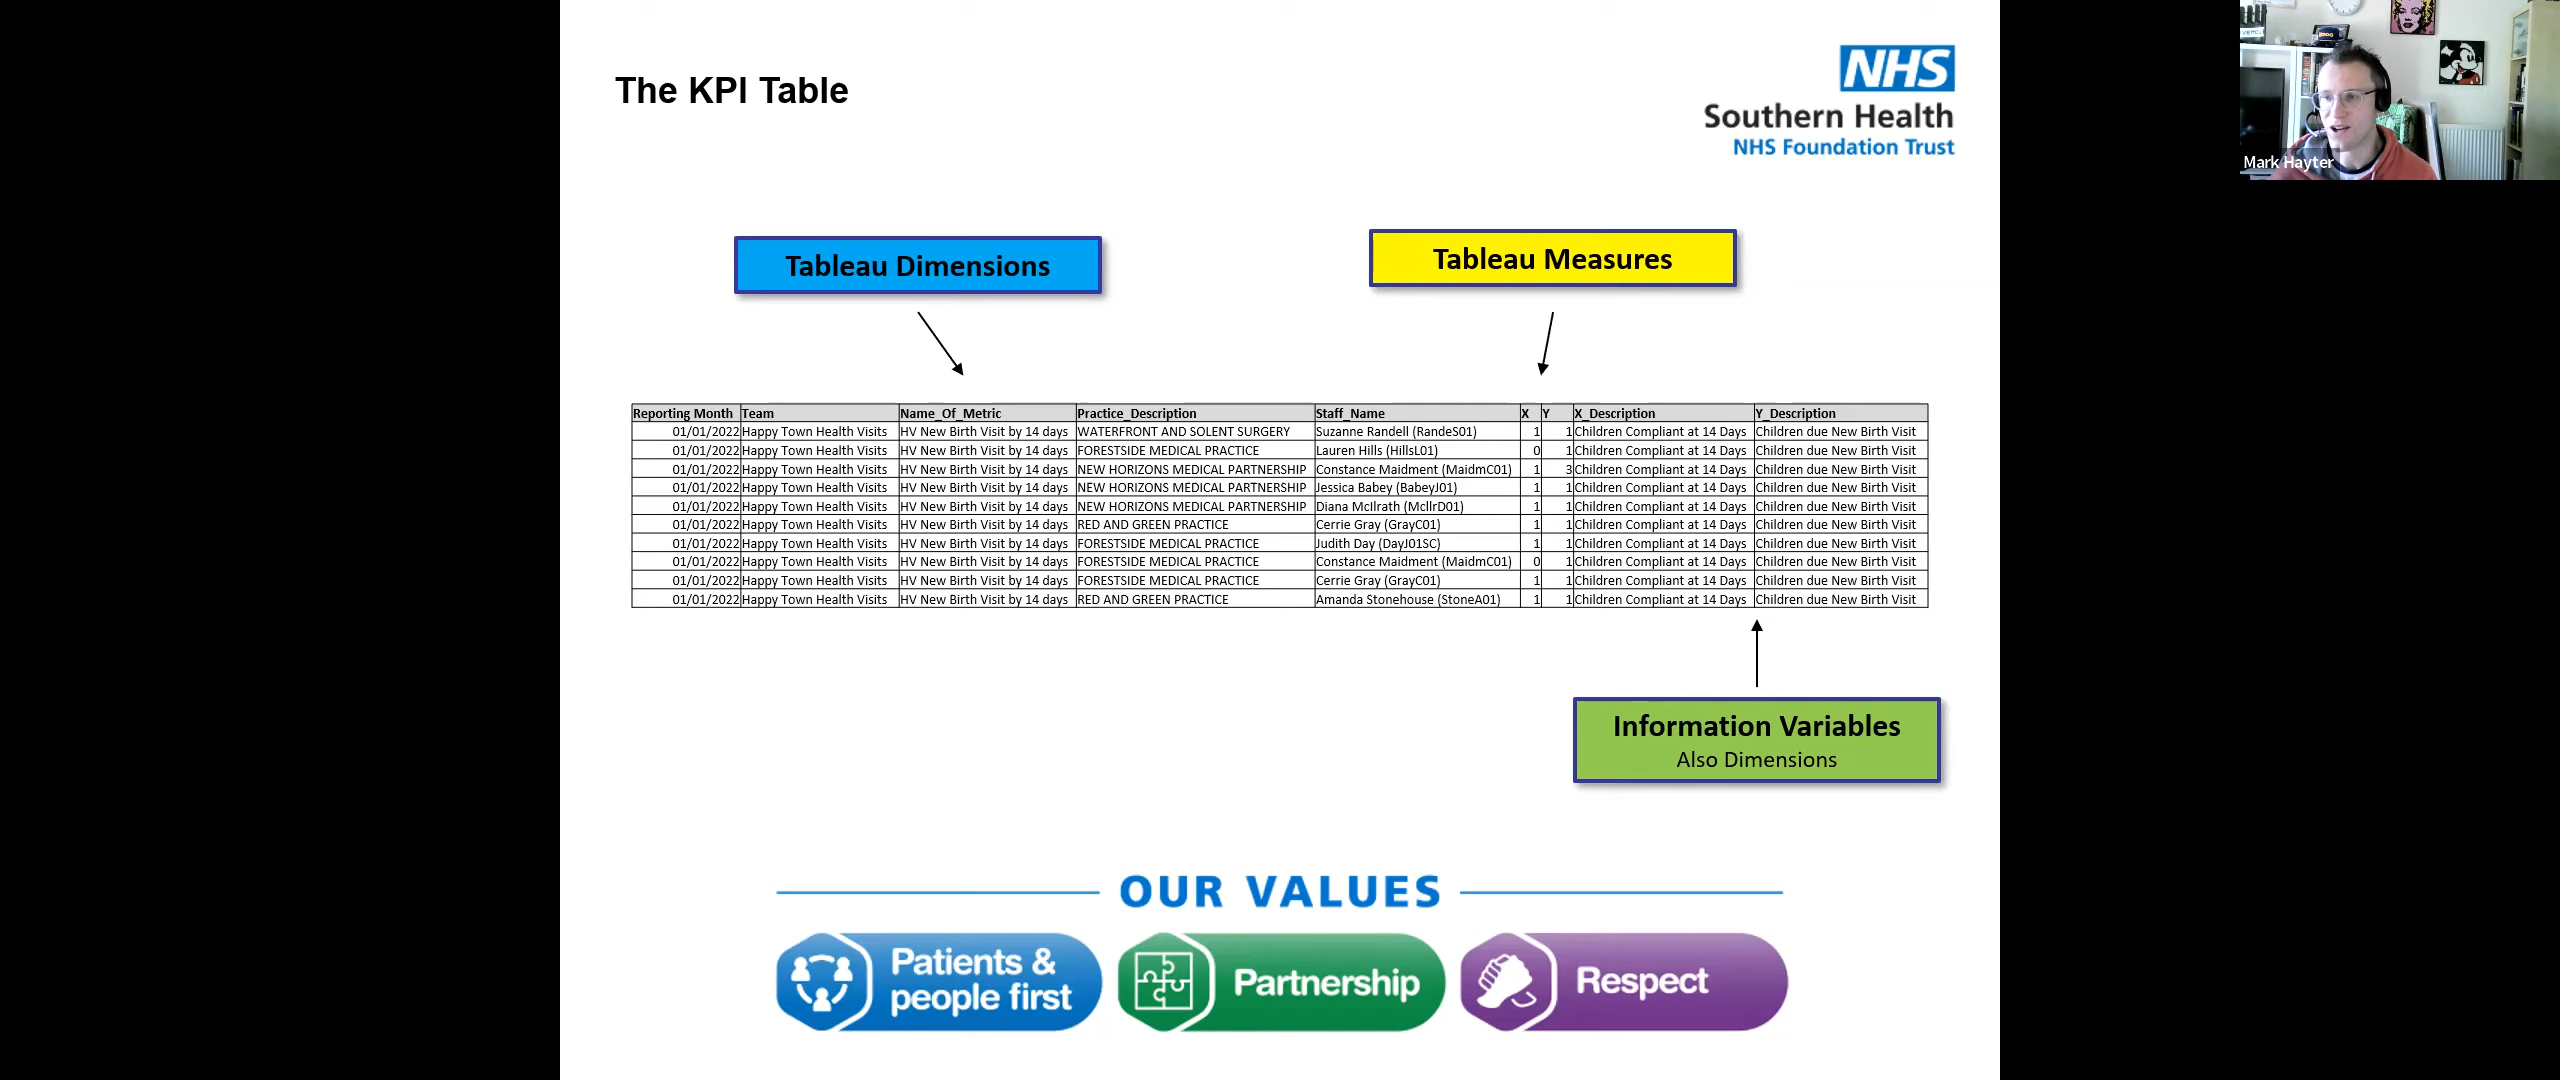 The KPI Table
NHS
Southern Health
NHS Foundation Trust
Mark Hayter
Tableau Dimensions
Tableau Measures
Reporting Month Team Name_Of_Metric Practice_Description Staff_Name X Y X_Description Y_Description
01/01/2022 Happy Town Health Visits HV New Birth Visit by 14 days WATERFRONT AND SOLENT SURGERY Suzanne Randell (RandeS01) 1 1 Children Compliant at 14 Days Children due New Birth Visit
01/01/2022 Happy Town Health Visits HV New Birth Visit by 14 days FORESTSIDE MEDICAL PRACTICE Lauren Hills (HillsL01) 0 1 Children Compliant at 14 Days Children due New Birth Visit
01/01/2022 Happy Town Health Visits HV New Birth Visit by 14 days NEW HORIZONS MEDICAL PARTNERSHIP Constance Maidment (MaidmC01) 1 3 Children Compliant at 14 Days Children due New Birth Visit
01/01/2022 Happy Town Health Visits HV New Birth Visit by 14 days NEW HORIZONS MEDICAL PARTNERSHIP Jessica Babey (BabeyJ01) 1 1 Children Compliant at 14 Days Children due New Birth Visit
01/01/2022 Happy Town Health Visits HV New Birth Visit by 14 days NEW HORIZONS MEDICAL PARTNERSHIP Diana McIlrath (McIlrD01) 1 1 Children Compliant at 14 Days Children due New Birth Visit
01/01/2022 Happy Town Health Visits HV New Birth Visit by 14 days RED AND GREEN PRACTICE Cerrie Gray (GrayC01) 1 1 Children Compliant at 14 Days Children due New Birth Visit
01/01/2022 Happy Town Health Visits HV New Birth Visit by 14 days FORESTSIDE MEDICAL PRACTICE Judith Day (DayJ01SC) 1 1 Children Compliant at 14 Days Children due New Birth Visit
01/01/2022 Happy Town Health Visits HV New Birth Visit by 14 days FORESTSIDE MEDICAL PRACTICE Constance Maidment (MaidmC01) 0 1 Children Compliant at 14 Days Children due New Birth Visit
01/01/2022 Happy Town Health Visits HV New Birth Visit by 14 days FORESTSIDE MEDICAL PRACTICE Cerrie Gray (GrayC01) 1 1 Children Compliant at 14 Days Children due New Birth Visit
01/01/2022 Happy Town Health Visits HV New Birth Visit by 14 days RED AND GREEN PRACTICE Amanda Stonehouse (StoneA01) 1 1 Children Compliant at 14 Days Children due New Birth Visit
Information Variables
Also Dimensions
OUR VALUES
Patients &
people first
Partnership
Respect